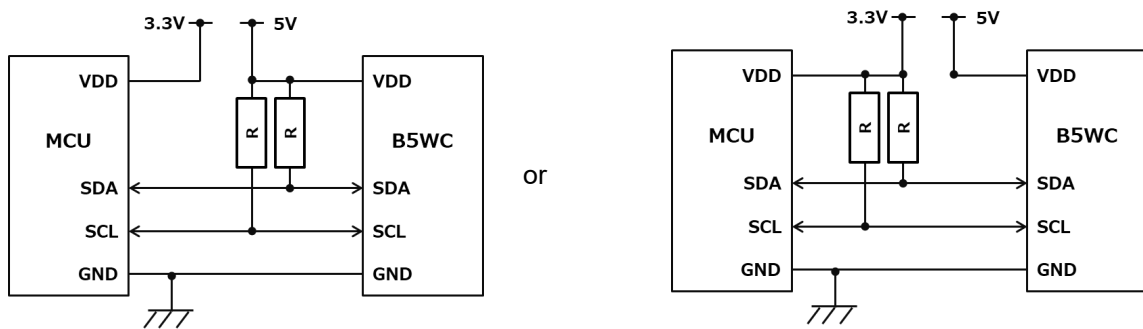 3.3V 5V
VDD VDD
R R
MCU B5WC
SDA SDA
SCL SCL
GND GND
or
3.3V 5V
VDD VDD
R R
MCU B5WC
SDA SDA
SCL SCL
GND GND